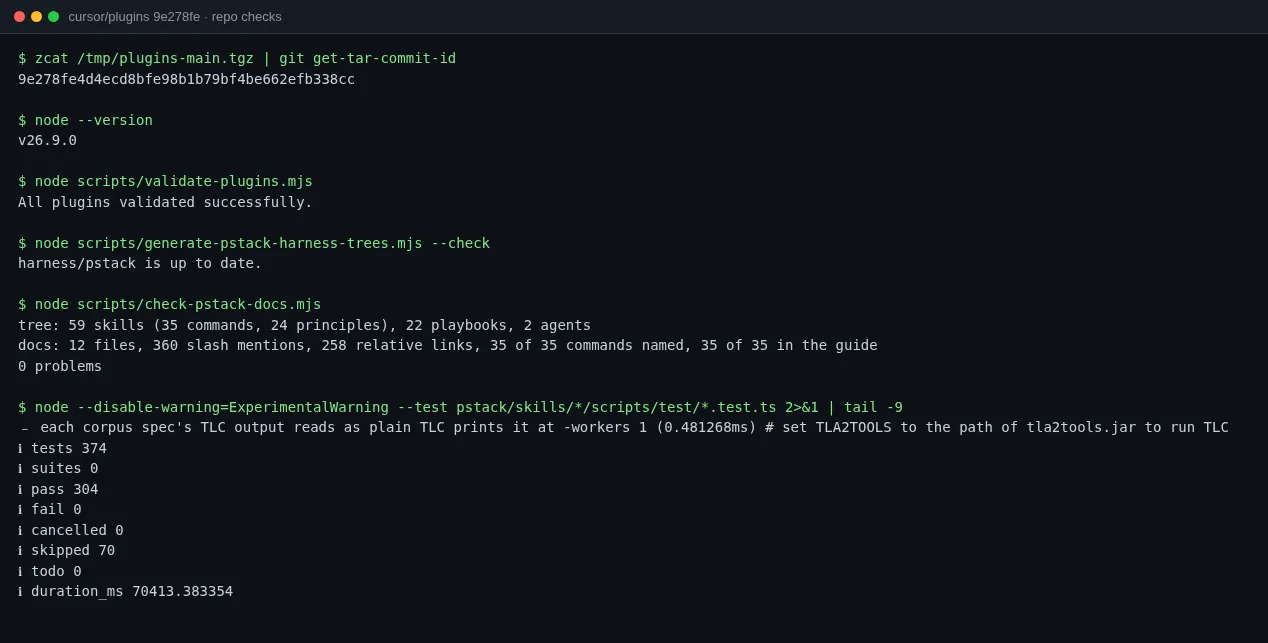 cursor/plugins 9e278fe · repo checks
$ zcat /tmp/plugins-main.tgz | git get-tar-commit-id
9e278fe4d4ecd8bfe98b1b79bf4be662efb338cc
$ node --version
v26.9.0
$ node scripts/validate-plugins.mjs
All plugins validated successfully.
$ node scripts/generate-pstack-harness-trees.mjs --check
harness/pstack is up to date.
$ node scripts/check-pstack-docs.mjs
tree: 59 skills (35 commands, 24 principles), 22 playbooks, 2 agents
docs: 12 files, 360 slash mentions, 258 relative links, 35 of 35 commands named, 35 of 35 in the guide
0 problems
$ node --disable-warning=ExperimentalWarning --test pstack/skills/*/scripts/test/*.test.ts 2>&1 | tail -9
﹣ each corpus spec's TLC output reads as plain TLC prints it at -workers 1 (0.481268ms) # set TLA2TOOLS to the path of tla2tools.jar to run TLC
ℹ tests 374
ℹ suites 0
ℹ pass 304
ℹ fail 0
ℹ cancelled 0
ℹ skipped 70
ℹ todo 0
ℹ duration_ms 70413.383354